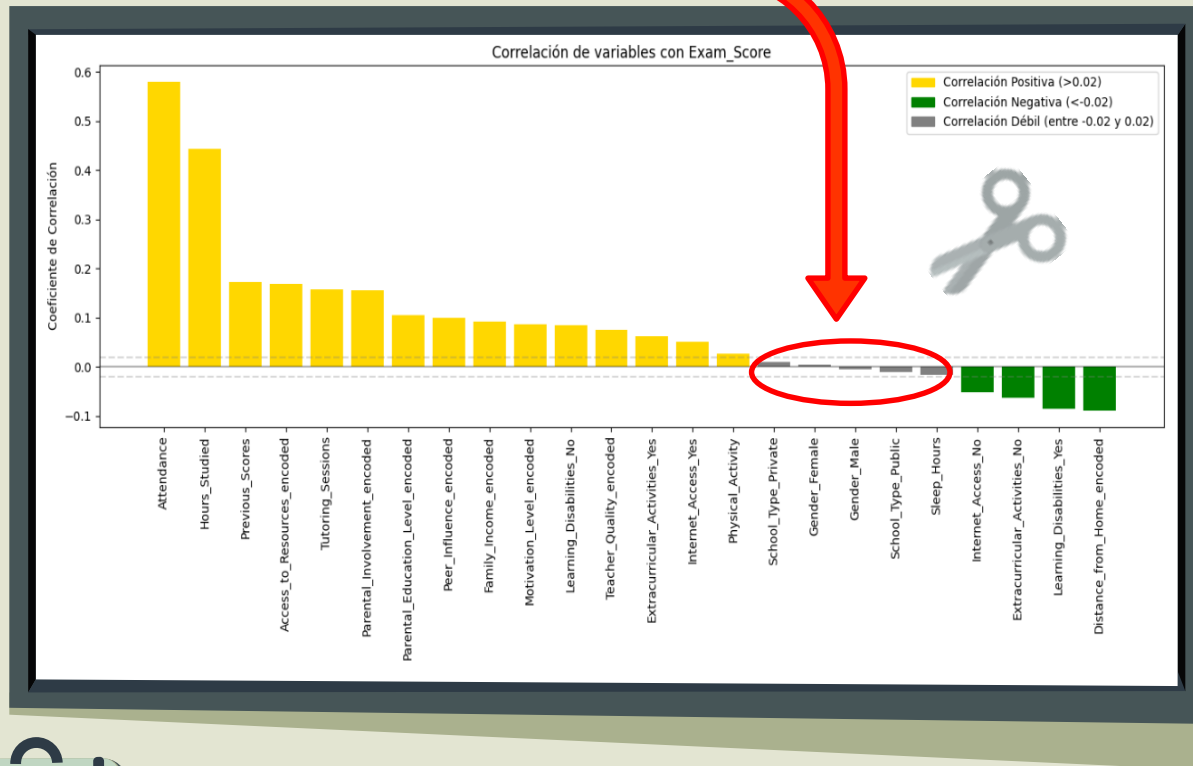 Correlación de variables con Exam_Score
Correlación Positiva (>0.02)
Correlación Negativa (<-0.02)
Correlación Débil (entre -0.02 y 0.02)
Coeficiente de Correlación
0.6
0.5
0.4
0.3
0.2
0.1
0.0
−0.1
Attendance
Hours_Studied
Previous_Scores
Access_to_Resources_encoded
Tutoring_Sessions
Parental_Involvement_encoded
Parental_Education_Level_encoded
Peer_Influence_encoded
Family_Income_encoded
Motivation_Level_encoded
Learning_Disabilities_No
Teacher_Quality_encoded
Extracurricular_Activities_Yes
Internet_Access_Yes
Physical_Activity
School_Type_Private
Gender_Female
Gender_Male
School_Type_Public
Sleep_Hours
Internet_Access_No
Extracurricular_Activities_No
Learning_Disabilities_Yes
Distance_from_Home_encoded